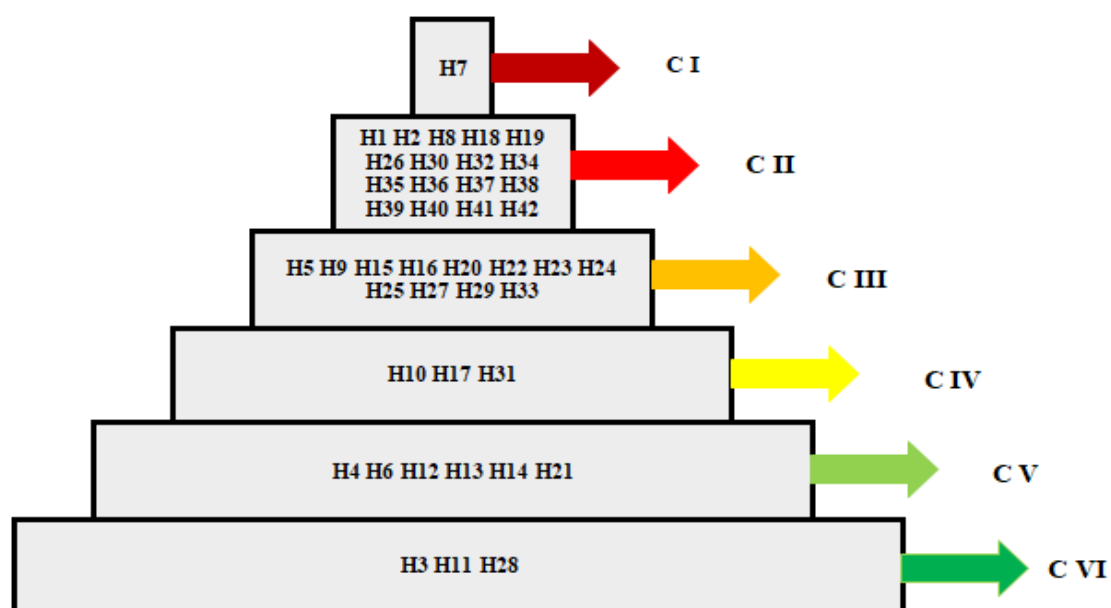 H7
C I
H1 H2 H8 H18 H19
H26 H30 H32 H34
H35 H36 H37 H38
H39 H40 H41 H42
C II
H5 H9 H15 H16 H20 H22 H23 H24
H25 H27 H29 H33
C III
H10 H17 H31
C IV
H4 H6 H12 H13 H14 H21
C V
H3 H11 H28
C VI